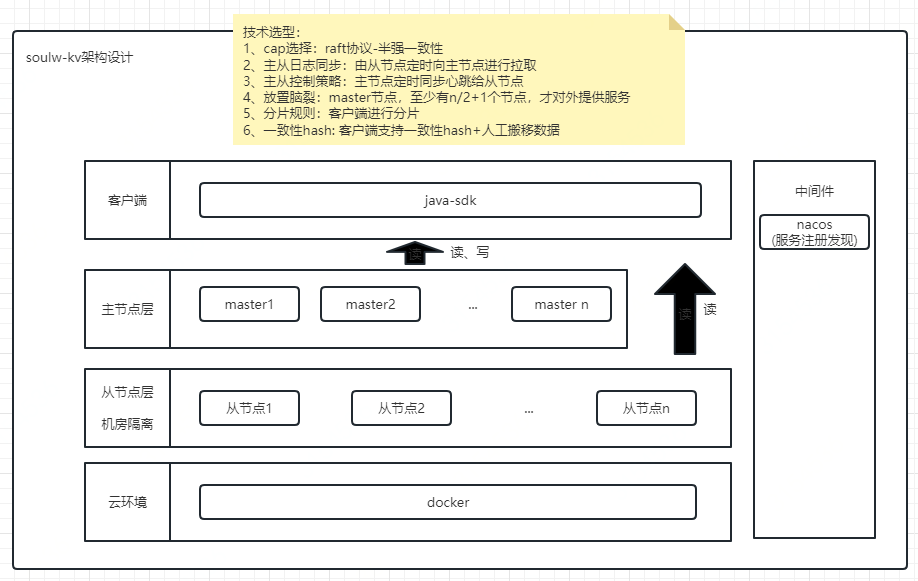 技术选型:
1、cap选择：raft协议-半强一致性
2、主从日志同步：由从节点定时向主节点进行拉取
3、主从控制策略：主节点定时同步心跳给从节点
4、放置脑裂：master节点，至少有n/2+1个节点，才对外提供服务
5、分片规则：客户端进行分片
6、一致性hash: 客户端支持一致性hash+人工搬移数据
soulw-kv架构设计
客户端
java-sdk
中间件
nacos
(服务注册发现)
读
读、写
主节点层
master1
master2
...
master n
读
读
从节点层
机房隔离
从节点1
从节点2
...
从节点n
云环境
docker